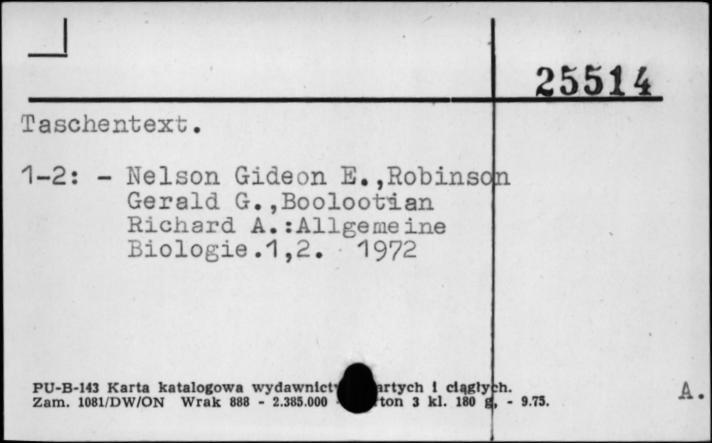 25514
Taschentext.
1-2: - Nelson Gideon E.,Robinson
Gerald G.,Boolootian
Richard A.:Allgemeine
Biologie.1,2. 1972
PU-B-143 Karta katalogowa wydawnict artych i ciągłych.
Zam. 1081/DW/ON Wrak 888 - 2.385.000 - ton 3 kl. 180 g. - 9.75.
A.